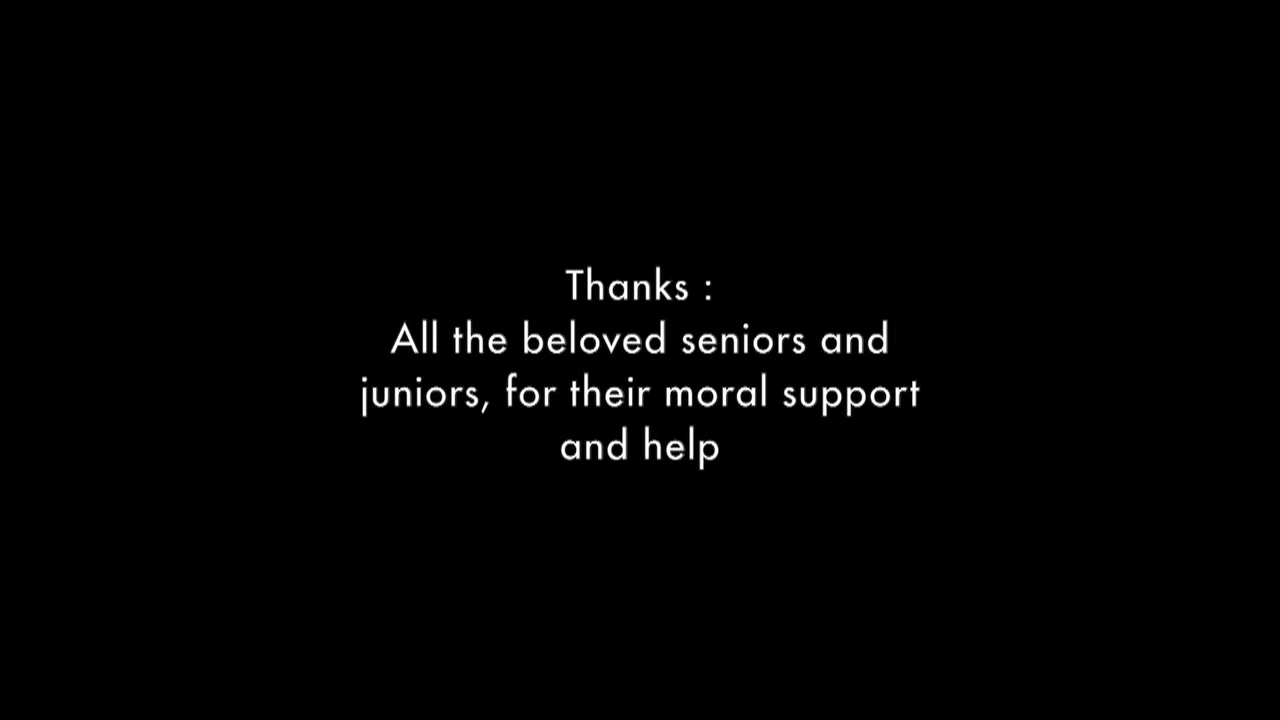 Thanks :
All the beloved seniors and
juniors, for their moral support
and help